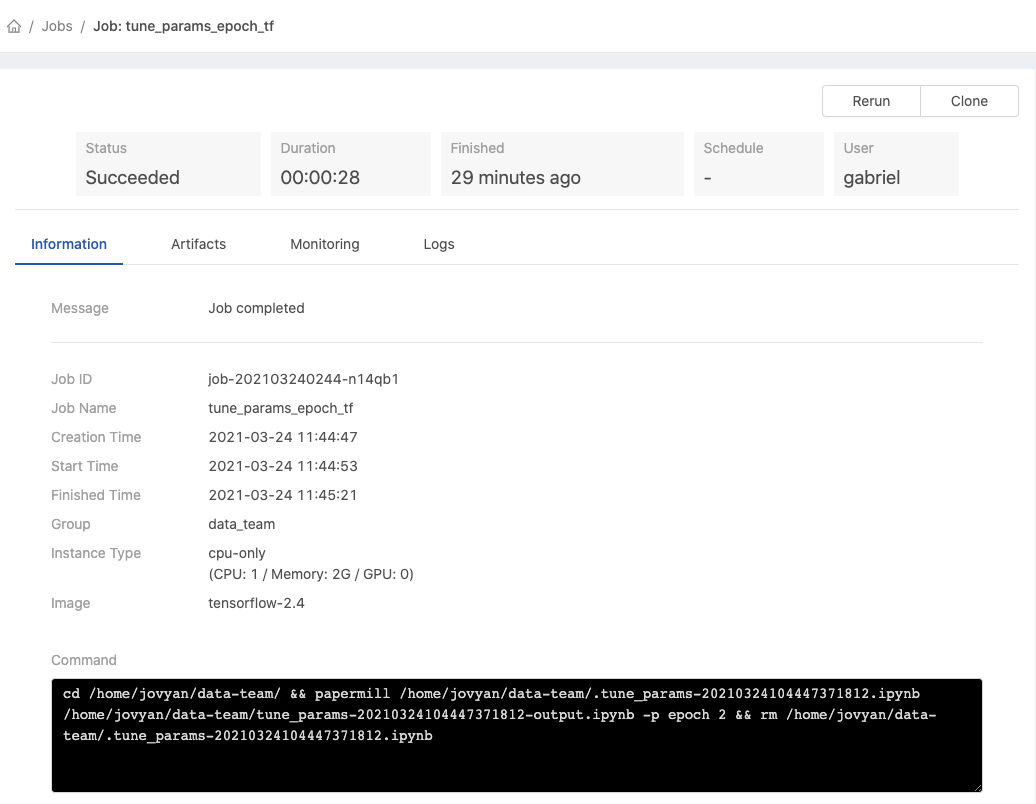 / Jobs / Job: tune_params_epoch_tf
Rerun Clone
Status Duration Finished Schedule User
Succeeded 00:00:28 29 minutes ago - gabriel
Information Artifacts Monitoring Logs
Message Job completed
Job ID job-202103240244-n14qb1
Job Name tune_params_epoch_tf
Creation Time 2021-03-24 11:44:47
Start Time 2021-03-24 11:44:53
Finished Time 2021-03-24 11:45:21
Group data_team
Instance Type cpu-only
(CPU: 1 / Memory: 2G / GPU: 0)
Image tensorflow-2.4
Command
cd /home/jovyan/data-team/ && papermill /home/jovyan/data-team/.tune_params-20210324104447371812.ipynb
/home/jovyan/data-team/tune_params-20210324104447371812-output.ipynb -p epoch 2 && rm /home/jovyan/data-
team/.tune_params-20210324104447371812.ipynb